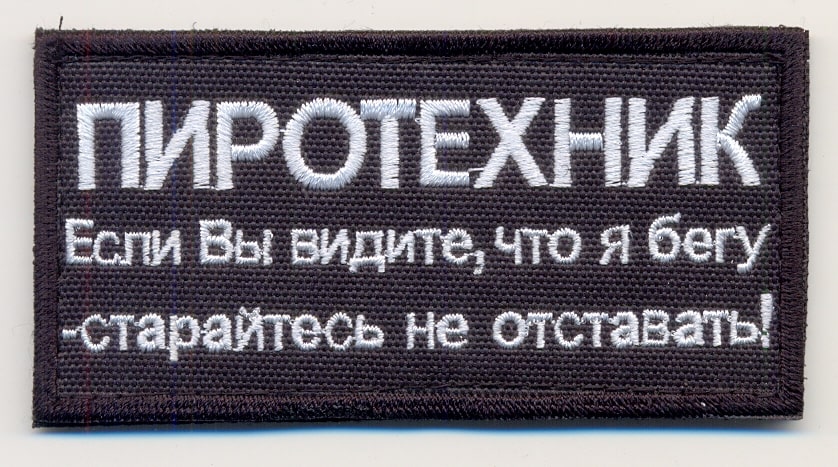 ПИРОТЕХНИК
Если Вы видите, что я бегу
-старайтесь не отставать!